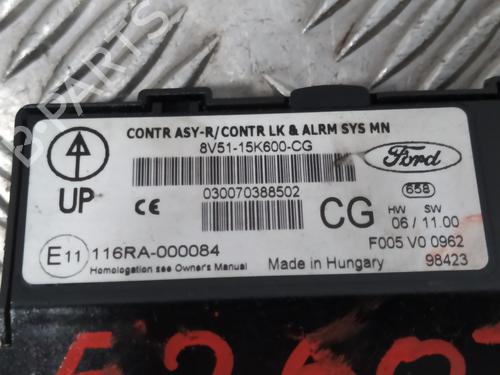 CONTR ASY-R/CONTR LK & ALRM SYS MN
8V51-15K600-CG
Ford
UP
CE
030070388502
CG
658
HW SW
06 / 11.00
E11 116RA-000084
F005 V0 0962
Homologation see Owner's Manual
Made in Hungary
98423
B-PARTS